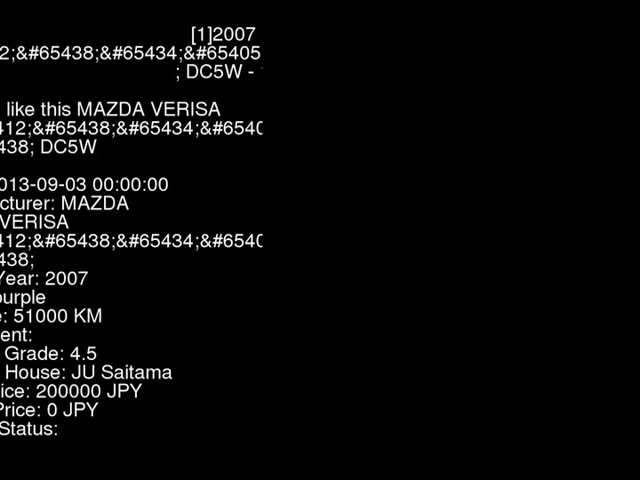 [1]2007
2;&#65438;&#65434;&#65405
; DC5W -
like this MAZDA VERISA
412;&#65438;&#65434;&#6540
438; DC5W
013-09-03 00:00:00
cturer: MAZDA
VERISA
412;&#65438;&#65434;&#6540
438;
Year: 2007
purple
e: 51000 KM
ent:
Grade: 4.5
House: JU Saitama
ice: 200000 JPY
Price: 0 JPY
Status: